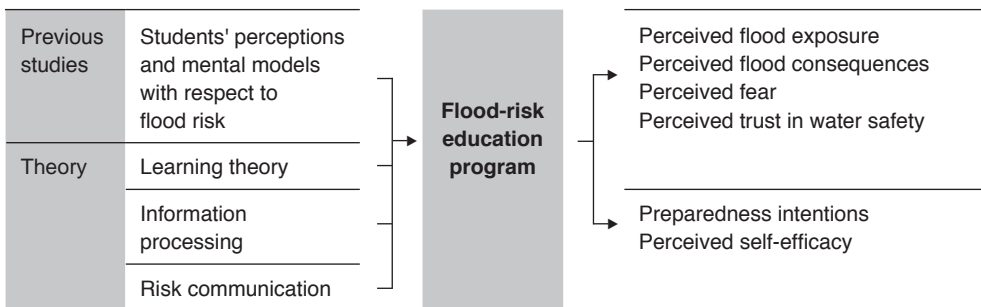 Previous
studies
Students' perceptions
and mental models
with respect to
flood risk
Theory
Learning theory
Information
processing
Risk communication
Flood-risk
education
program
Perceived flood exposure
Perceived flood consequences
Perceived fear
Perceived trust in water safety
Preparedness intentions
Perceived self-efficacy